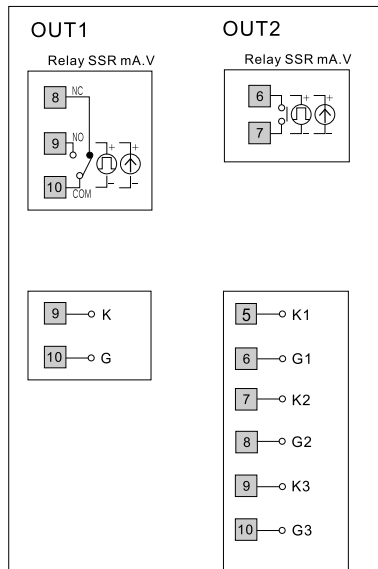 OUT1
OUT2
Relay SSR mA.V
Relay SSR mA.V
8 NC
9 NO
10 COM
+ +
- -
6
7
+ +
- -
9 K
10 G
5 K1
6 G1
7 K2
8 G2
9 K3
10 G3